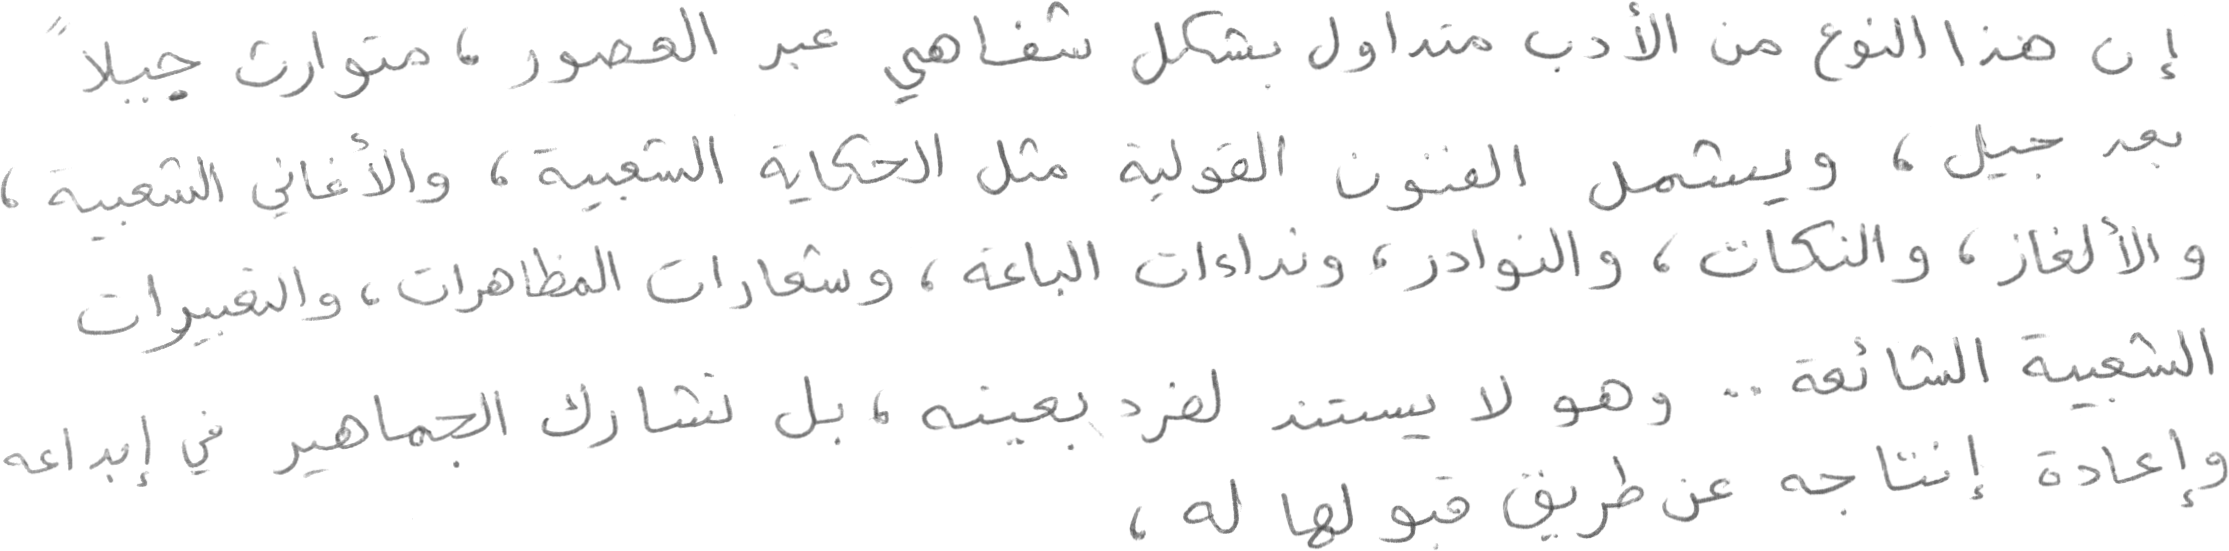 إن هذا النوع من الأدب متداول بشكل شفاهي عبر العصور ، متوارث جيلاً
بعد جيل ، ويشمل الفنون القولية مثل الحكاية الشعبية ، والأغاني الشعبية ،
والألغاز ، والنكات ، والنوادر ، ونداءات الباعة ، وشعارات المظاهرات ، والتعبيرات
الشعبية الشائعة .. وهو لا يستند لفرد بعينه ، بل تشارك الجماهير في إبداعه
وإعادة إنتاجه عن طريق قبولها له ،